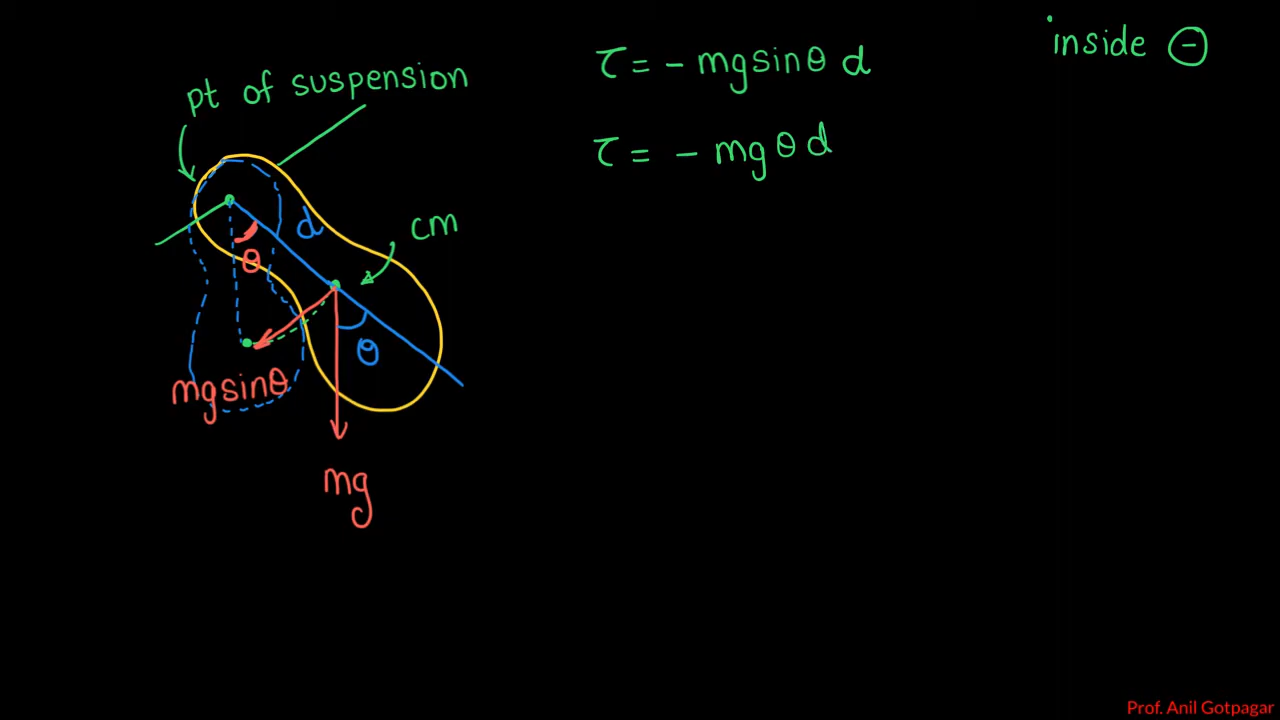 τ = - mgsinθ d
inside ⊖
pt of suspension
τ = - mgθd
d
cm
θ
θ
mgsinθ
mg
Prof. Anil Gotpagar